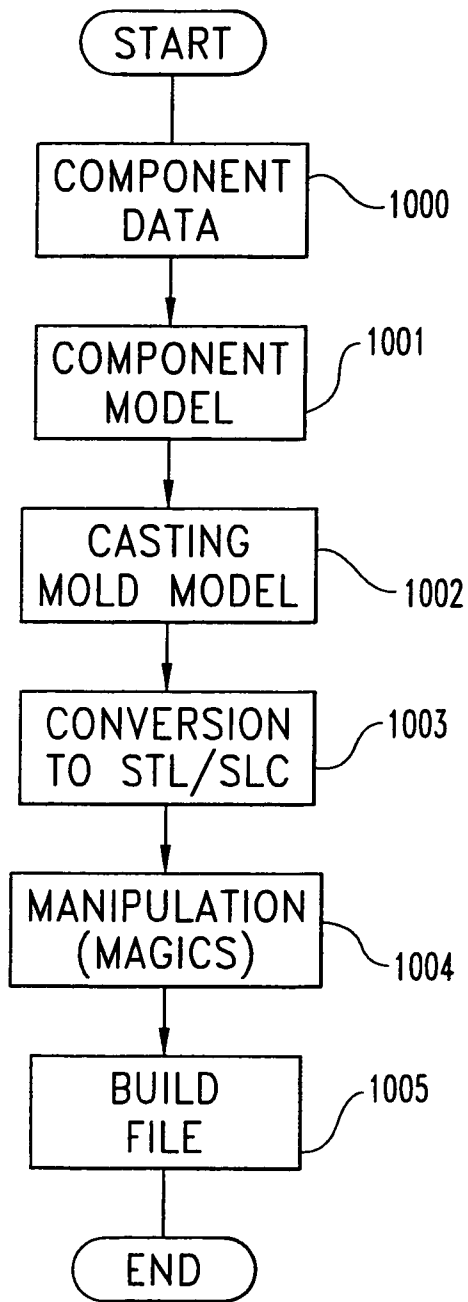 START
COMPONENT
DATA
1000
COMPONENT
MODEL
1001
CASTING
MOLD MODEL
1002
CONVERSION
TO STL/SLC
1003
MANIPULATION
(MAGICS)
1004
BUILD
FILE
1005
END